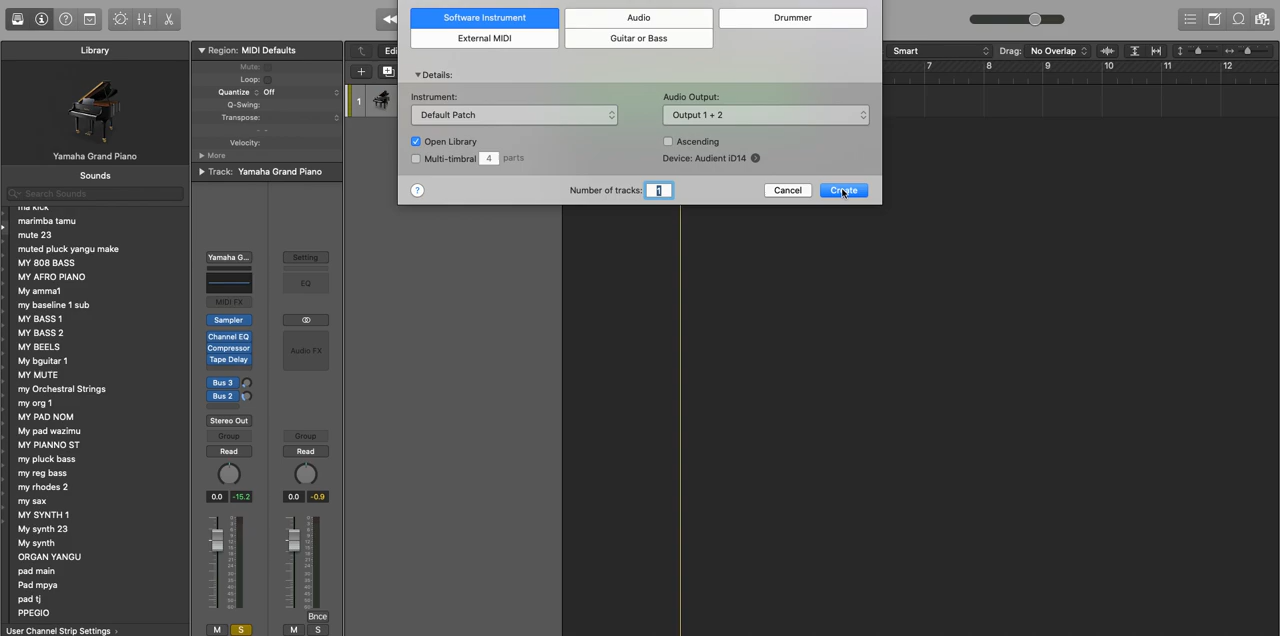 Software Instrument
Audio
Drummer
External MIDI
Guitar or Bass
Details:
Instrument:
Default Patch
Audio Output:
Output 1 + 2
Open Library
Ascending
Multi-timbral 4 parts
Device: Audient iD14
Number of tracks: 1
Cancel
Create
Library
Yamaha Grand Piano
Sounds
Search Sounds
ma kick
marimba tamu
mute 23
muted pluck yangu make
MY 808 BASS
MY AFRO PIANO
My amma1
my baseline 1 sub
MY BASS 1
MY BASS 2
MY BEELS
My bguitar 1
MY MUTE
my Orchestral Strings
my org 1
MY PAD NOM
My pad wazimu
MY PIANNO ST
my pluck bass
my reg bass
my rhodes 2
my sax
MY SYNTH 1
My synth 23
My synth
ORGAN YANGU
pad main
Pad mpya
pad tj
PPEGIO
User Channel Strip Settings
Region: MIDI Defaults
Mute:
Loop:
Quantize Off
Q-Swing:
Transpose:
Velocity:
More
Track: Yamaha Grand Piano
Yamaha G...
Setting
EQ
MIDI FX
Sampler
Channel EQ
Compressor
Tape Delay
Audio FX
Bus 3
Bus 2
Stereo Out
Group
Group
Read
Read
0.0 -15.2
0.0 -0.9
Bnce
M S
M S
Edi
1
Smart
Drag: No Overlap
7 8 9 10 11 12